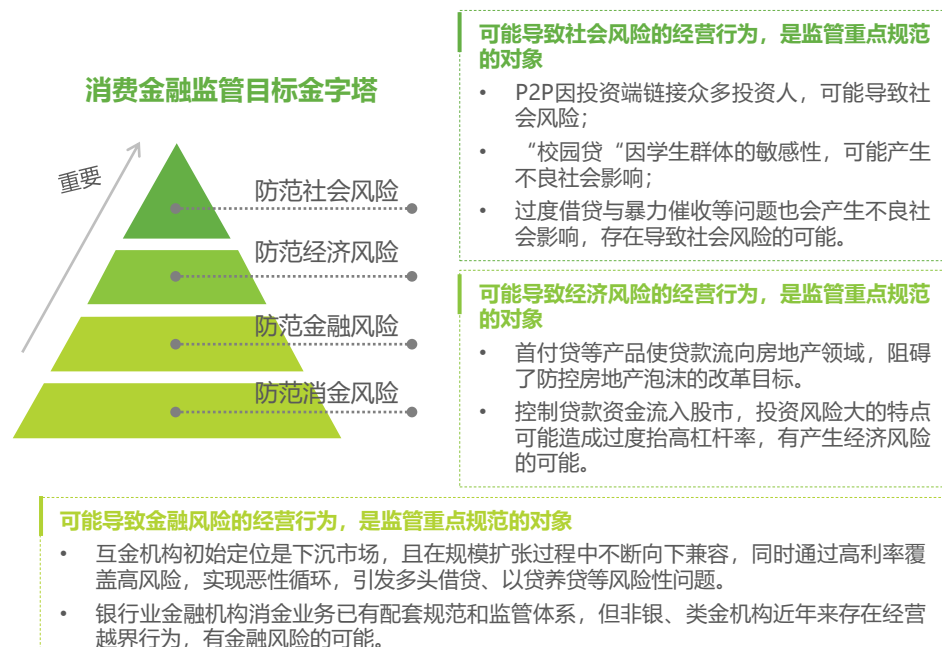 消费金融监管目标金字塔
重要
防范社会风险
防范经济风险
防范金融风险
防范消金风险
可能导致社会风险的经营行为，是监管重点规范
的对象
• P2P因投资端链接众多投资人，可能导致社
会风险；
• “校园贷“因学生群体的敏感性，可能产生
不良社会影响；
• 过度借贷与暴力催收等问题也会产生不良社
会影响，存在导致社会风险的可能。
可能导致经济风险的经营行为，是监管重点规范
的对象
• 首付贷等产品使贷款流向房地产领域，阻碍
了防控房地产泡沫的改革目标。
• 控制贷款资金流入股市，投资风险大的特点
可能造成过度抬高杠杆率，有产生经济风险
的可能。
可能导致金融风险的经营行为，是监管重点规范的对象
• 互金机构初始定位是下沉市场，且在规模扩张过程中不断向下兼容，同时通过高利率覆
盖高风险，实现恶性循环，引发多头借贷、以贷养贷等风险性问题。
• 银行业金融机构消金业务已有配套规范和监管体系，但非银、类金机构近年来存在经营
越界行为，有金融风险的可能。